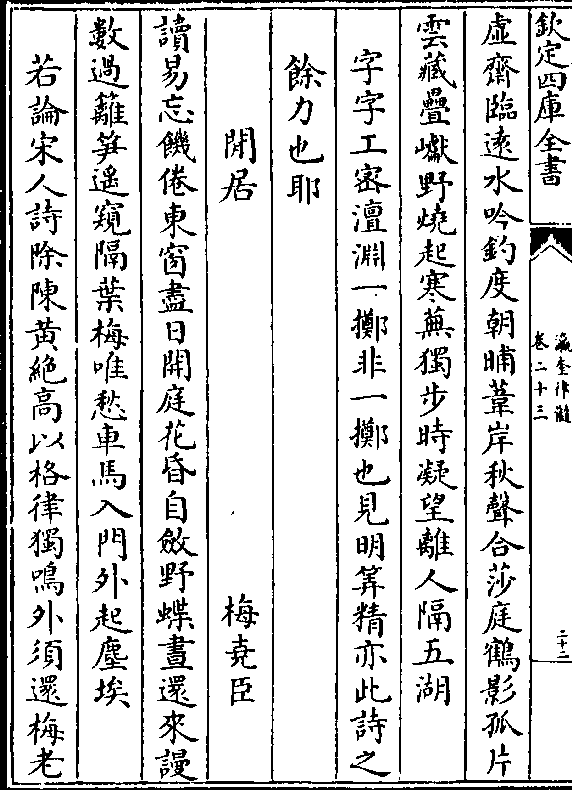 欽定四庫全書
瀛奎律髓
卷二十三
二十二
虛齋臨遠水吟釣度朝晡葦岸秋聲合莎庭鶴影孤片
雲藏疊巘野燒起寒蕪獨步時凝望離人隔五湖
字字工密澶淵一擲非一擲也見明筭精亦此詩之
餘力也耶
閒居
梅堯臣
讀易忘饑倦東窗盡日開庭花昏自斂野蝶晝還來謾
數過籬笋遙窺隔葉梅唯愁車馬入門外起塵埃
若論宋人詩除陳黃絕高以格律獨鳴外須還梅老